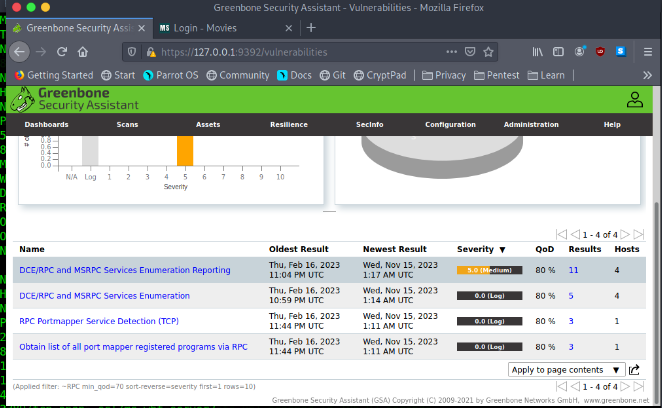 Greenbone Security Assistant - Vulnerabilities - Mozilla Firefox
Greenbone Security Assi
MS Login - Movies
https://127.0.0.1:9392/vulnerabilities
Getting Started Start Parrot OS Community Docs Git CryptPad Privacy Pentest Learn
Greenbone
Security Assistant
Dashboards Scans Assets Resilience SecInfo Configuration Administration Help
0.8
0.6
0.4
0.2
0.0
N/A Log 1 2 3 4 5 6 7 8 9 10
Severity
1 - 4 of 4
Name Oldest Result Newest Result Severity ▼ QoD Results Hosts
DCE/RPC and MSRPC Services Enumeration Reporting Thu, Feb 16, 2023 11:04 PM UTC Wed, Nov 15, 2023 1:17 AM UTC 5.0 (Medium) 80 % 11 4
DCE/RPC and MSRPC Services Enumeration Thu, Feb 16, 2023 10:59 PM UTC Wed, Nov 15, 2023 1:14 AM UTC 0.0 (Log) 80 % 5 4
RPC Portmapper Service Detection (TCP) Thu, Feb 16, 2023 11:44 PM UTC Wed, Nov 15, 2023 1:11 AM UTC 0.0 (Log) 80 % 3 1
Obtain list of all port mapper registered programs via RPC Thu, Feb 16, 2023 11:44 PM UTC Wed, Nov 15, 2023 1:11 AM UTC 0.0 (Log) 80 % 3 1
Apply to page contents ▼
(Applied filter: ~RPC min_qod=70 sort-reverse=severity first=1 rows=10)
1 - 4 of 4
Greenbone Security Assistant (GSA) Copyright (C) 2009-2021 by Greenbone Networks GmbH, www.greenbone.net